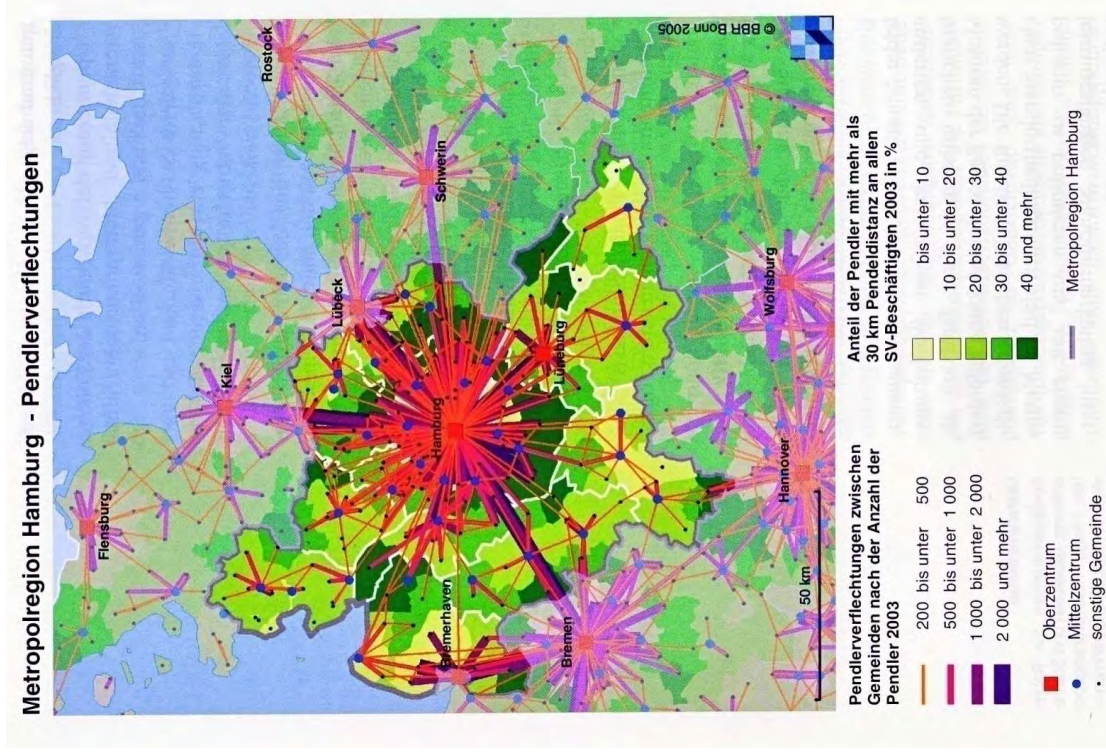 Metropolregion Hamburg - Pendlerverflechtungen
Flensburg
Kiel
Rostock
Lübeck
Schwerin
Hamburg
Bremerhaven
Lüneburg
Bremen
Hannover
Wolfsburg
50 km
© BBR Bonn 2005
Pendlerverflechtungen zwischen
Gemeinden nach der Anzahl der
Pendler 2003
200 bis unter 500
500 bis unter 1 000
1 000 bis unter 2 000
2 000 und mehr
Oberzentrum
Mittelzentrum
sonstige Gemeinde
Anteil der Pendler mit mehr als
30 km Pendeldistanz an allen
SV-Beschäftigten 2003 in %
bis unter 10
10 bis unter 20
20 bis unter 30
30 bis unter 40
40 und mehr
Metropolregion Hamburg